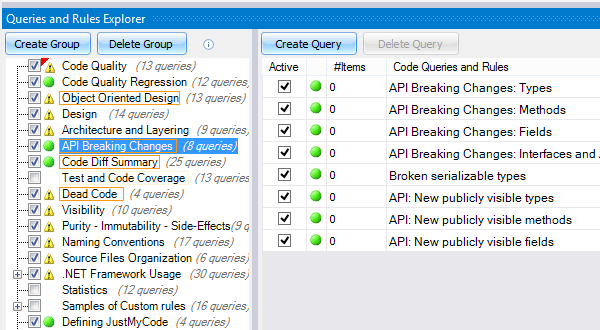 Queries and Rules Explorer
Create Group Delete Group
Code Quality (13 queries)
Code Quality Regression (12 queries)
Object Oriented Design (13 queries)
Design (14 queries)
Architecture and Layering (9 queries)
API Breaking Changes (8 queries)
Code Diff Summary (25 queries)
Test and Code Coverage (13 queries)
Dead Code (4 queries)
Visibility (10 queries)
Purity - Immutability - Side-Effects (9 q
Naming Conventions (17 queries)
Source Files Organization (6 queries)
.NET Framework Usage (30 queries)
Statistics (12 queries)
Samples of Custom rules (16 queries)
Defining JustMyCode (4 queries)
Create Query Delete Query
Active #Items Code Queries and Rules
0 API Breaking Changes: Types
0 API Breaking Changes: Methods
0 API Breaking Changes: Fields
0 API Breaking Changes: Interfaces and
0 Broken serializable types
0 API: New publicly visible types
0 API: New publicly visible methods
0 API: New publicly visible fields